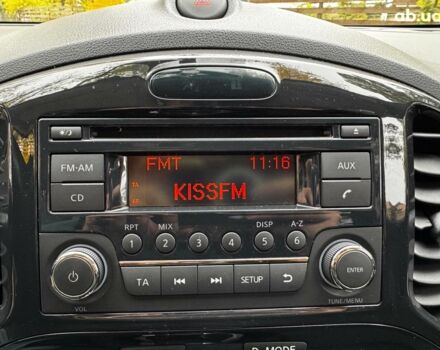 ab.ua
FM·AM
FMT 11:16
AUX
TA
CD
KISSFM
AF
RPT MIX DISP A-Z
1 2 3 4 5 6
ENTER
TA SETUP
VOL
TUNE/MENU
D-MODE